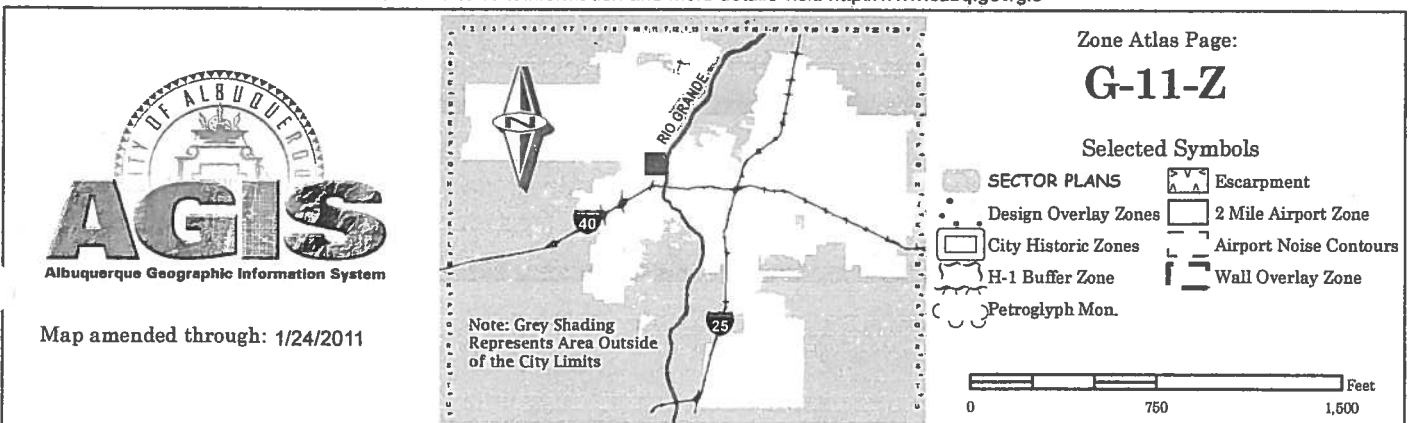 CITY OF ALBUQUERQUE
AGIS
Albuquerque Geographic Information System
Map amended through: 1/24/2011
RIO GRANDE
N
40
25
Note: Grey Shading
Represents Area Outside
of the City Limits
Zone Atlas Page:
G-11-Z
Selected Symbols
SECTOR PLANS
Escarpment
Design Overlay Zones
2 Mile Airport Zone
City Historic Zones
Airport Noise Contours
H-1 Buffer Zone
Wall Overlay Zone
Petroglyph Mon.
Feet
0 750 1,500